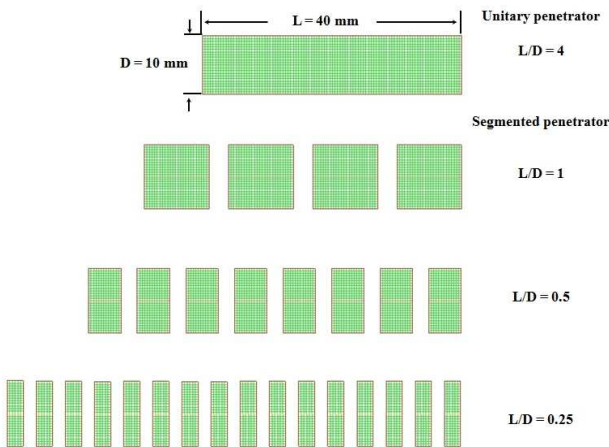 L = 40 mm
Unitary penetrator
D = 10 mm
L/D = 4
Segmented penetrator
L/D = 1
L/D = 0.5
L/D = 0.25